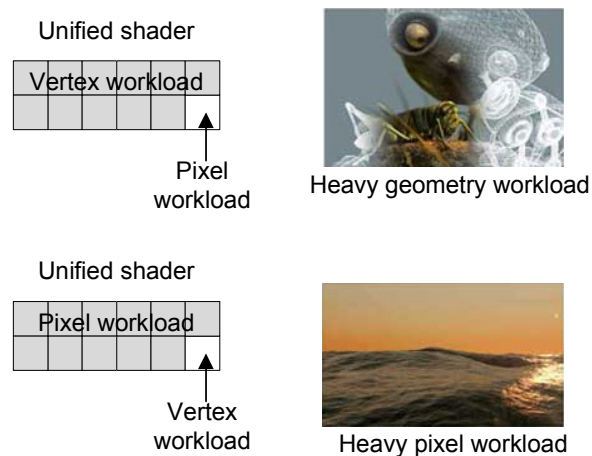 Unified shader
Vertex workload
Pixel
workload
Heavy geometry workload
Unified shader
Pixel workload
Vertex
workload
Heavy pixel workload